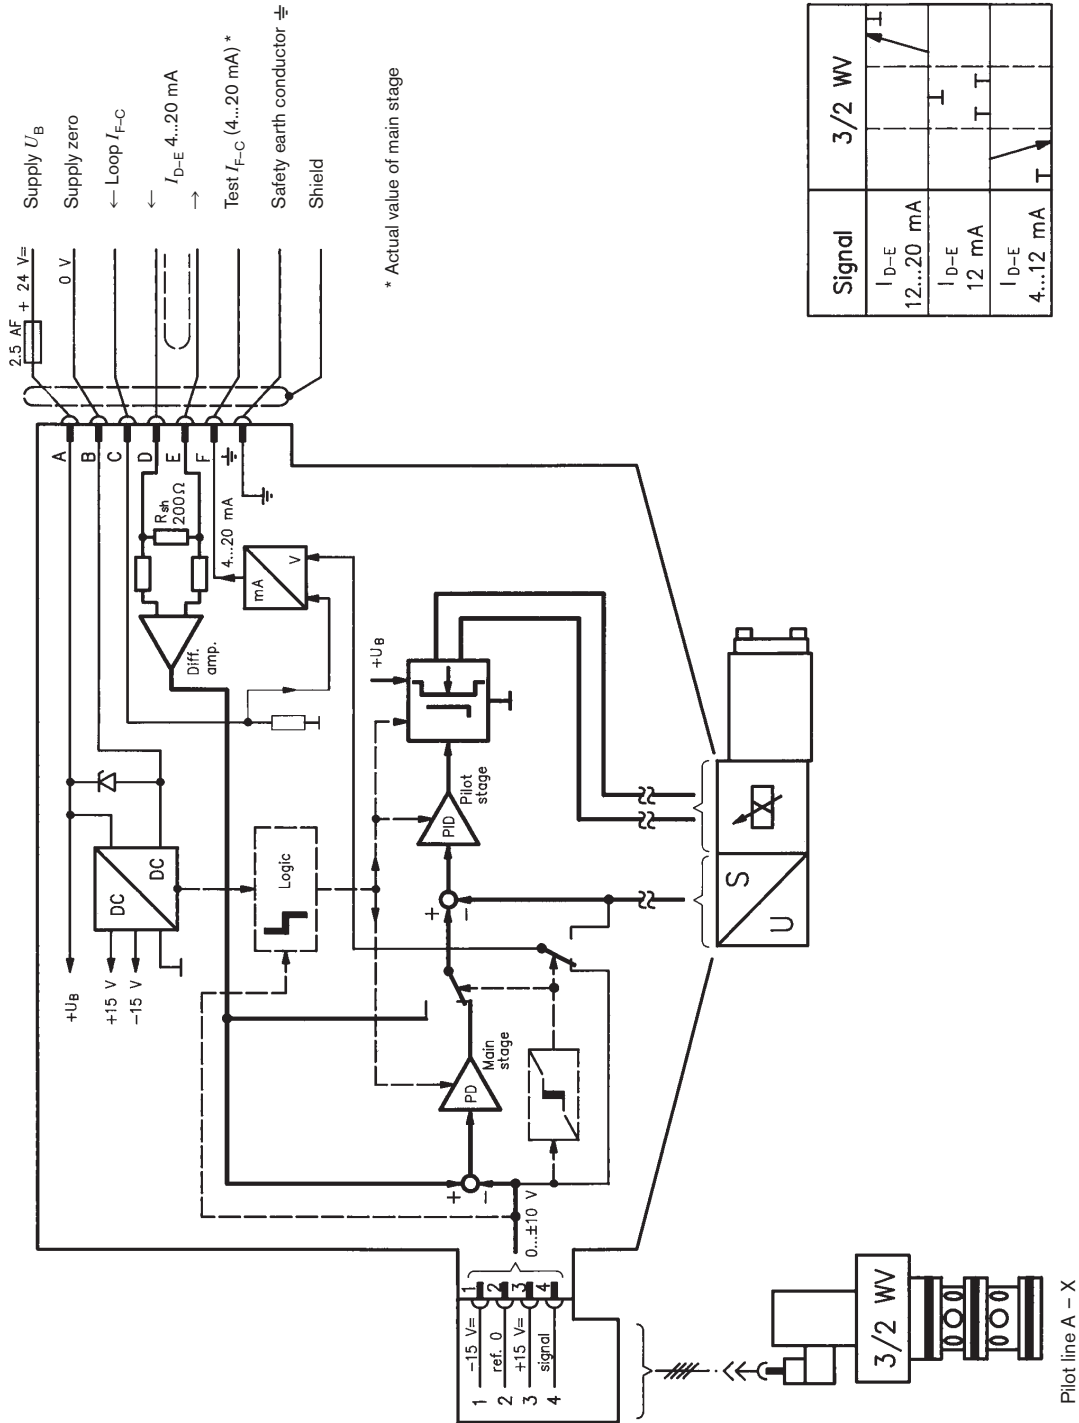 2.5 AF
+ 24 V=
0 V
Supply U_B
Supply zero
← Loop I_F–C
←
I_D–E 4...20 mA
→
Test I_F–C (4...20 mA) *
Safety earth conductor ⏚
Shield
* Actual value of main stage
A
B
C
D
E
F
R_sh
200 Ω
4...20 mA
mA
V
Diff.
amp.
DC
DC
+U_B
+15 V
–15 V
Logic
+U_B
Pilot
stage
PID
+
–
Main
stage
PD
+
–
0...±10 V
1
2
3
4
–15 V=
ref. 0
+15 V=
signal
1
2
3
4
S
U
3/2 WV
Pilot line A – X
Signal
3/2 WV
I_D–E
12...20 mA
I_D–E
12 mA
I_D–E
4...12 mA